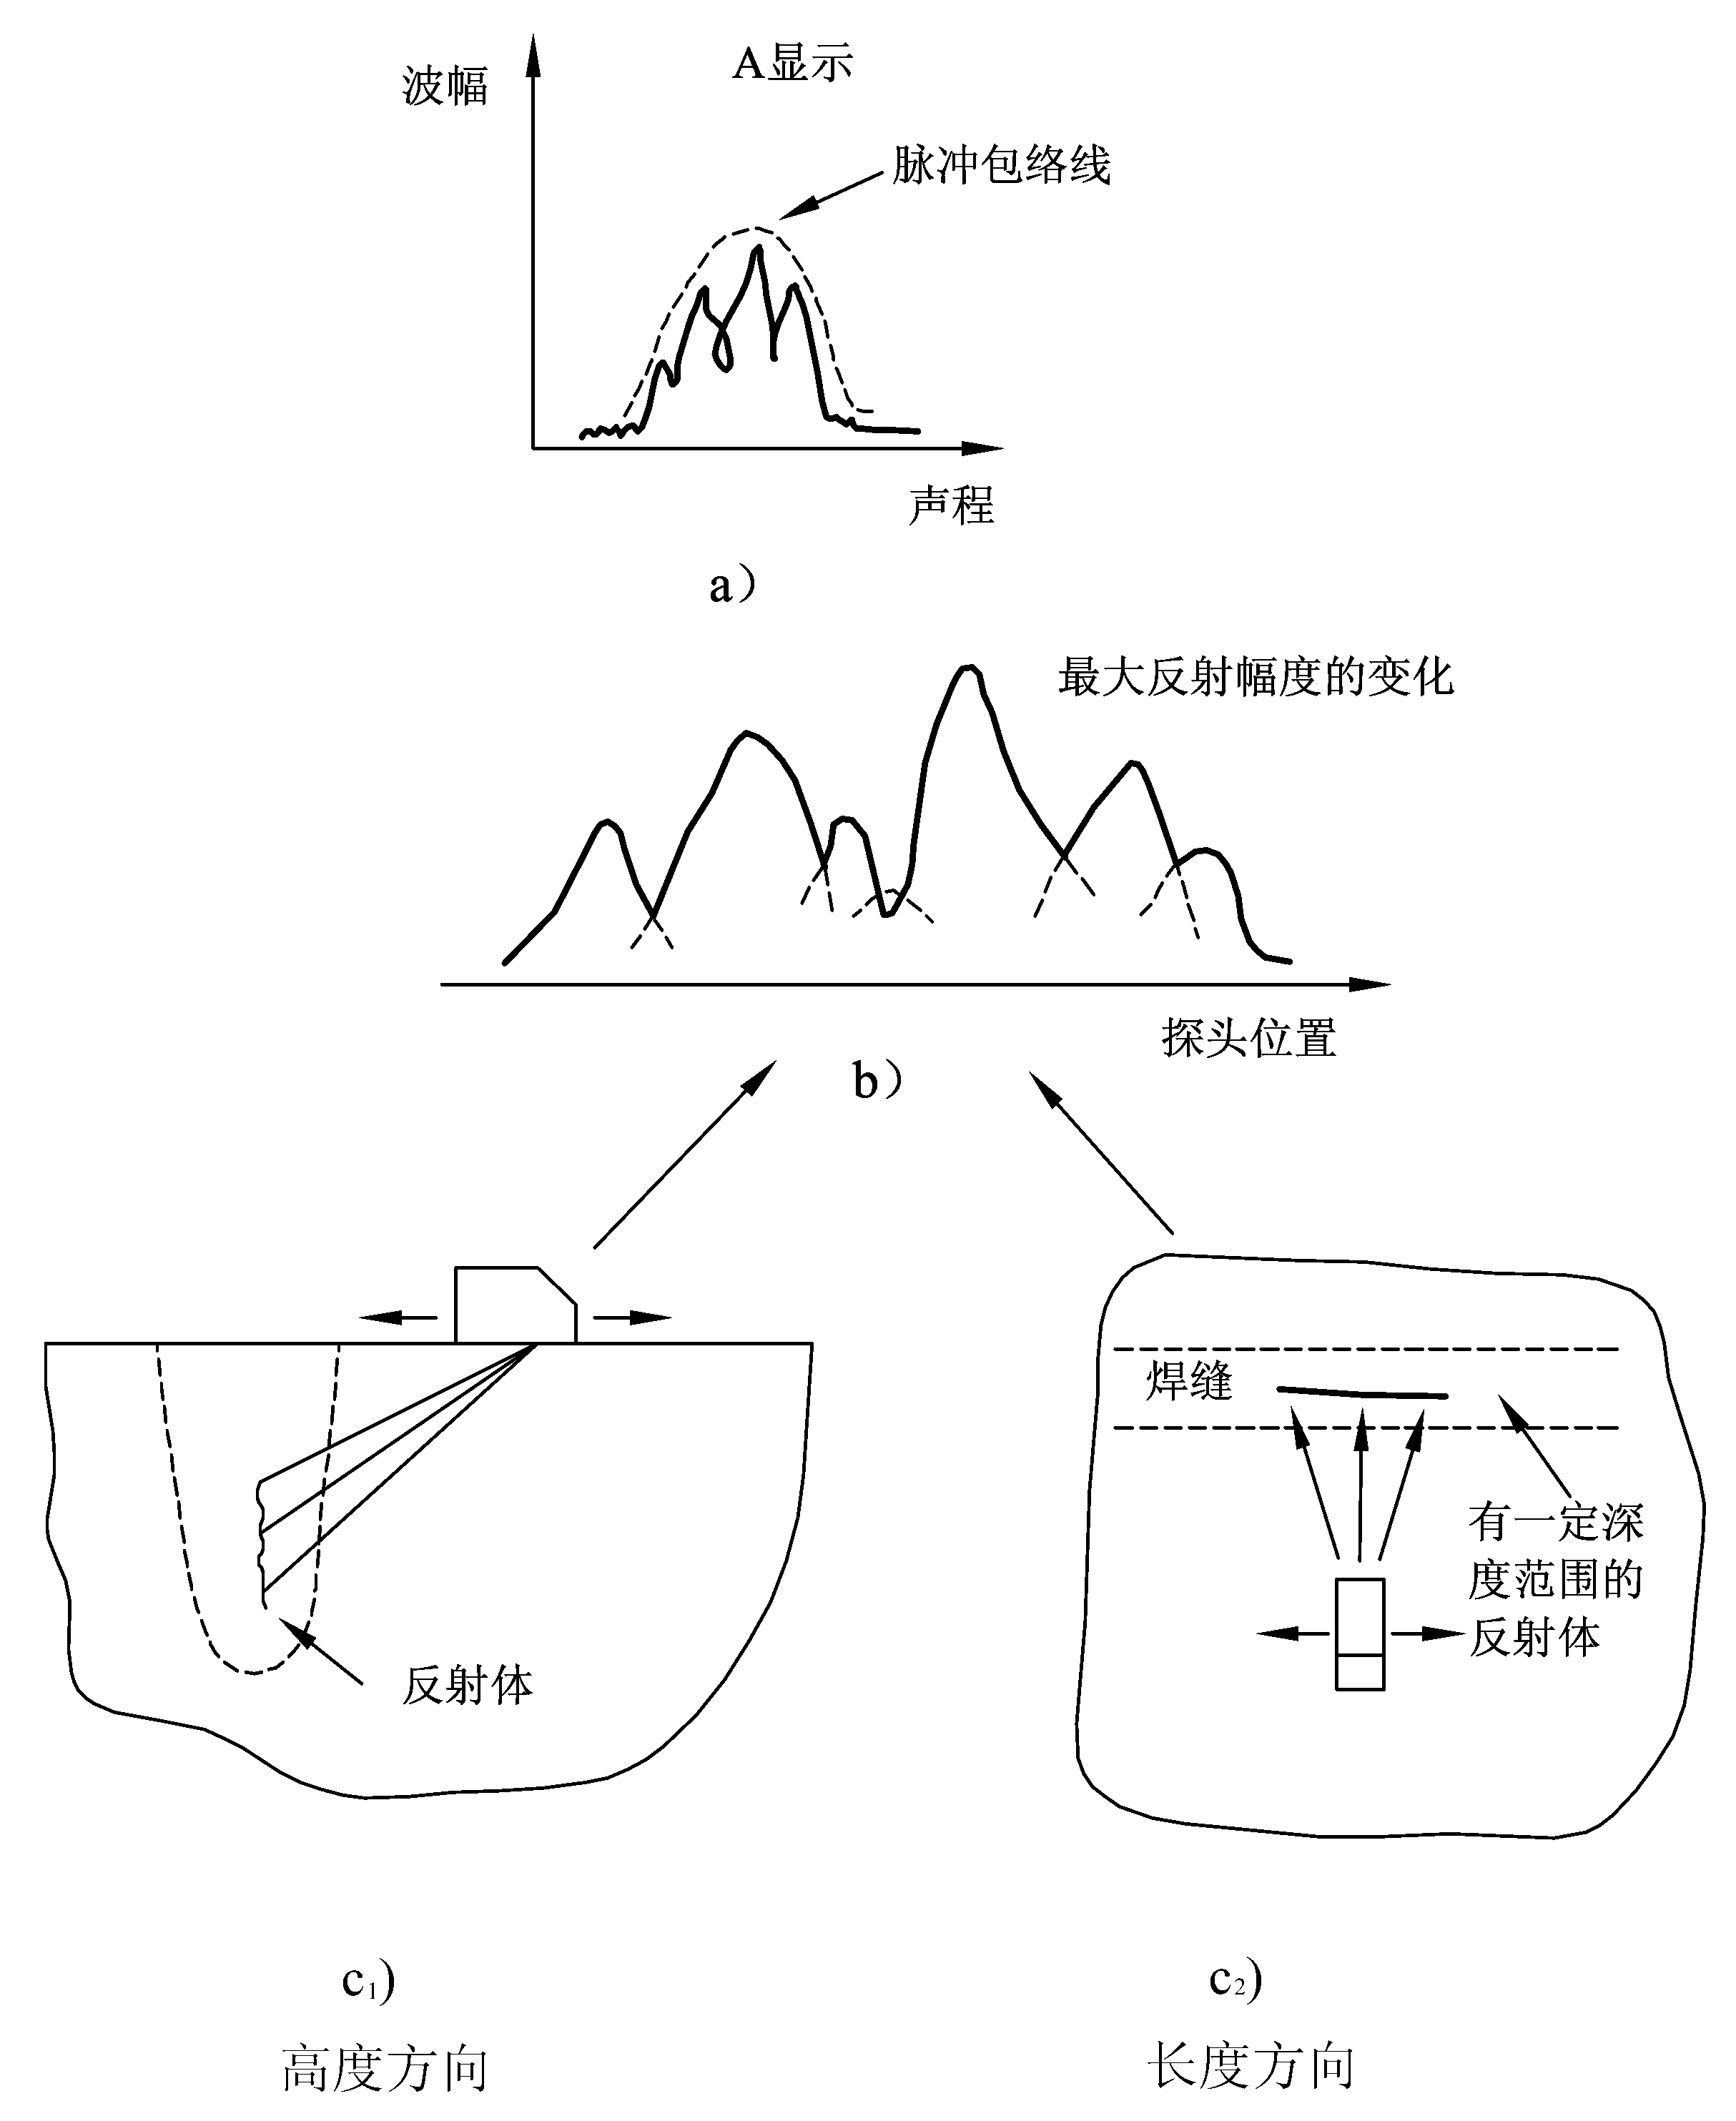 A显示
波幅
脉冲包络线
声程
a）
最大反射幅度的变化
探头位置
b）
焊缝
有一定深
度范围的
反射体
反射体
c₁)
c₂)
高度方向
长度方向